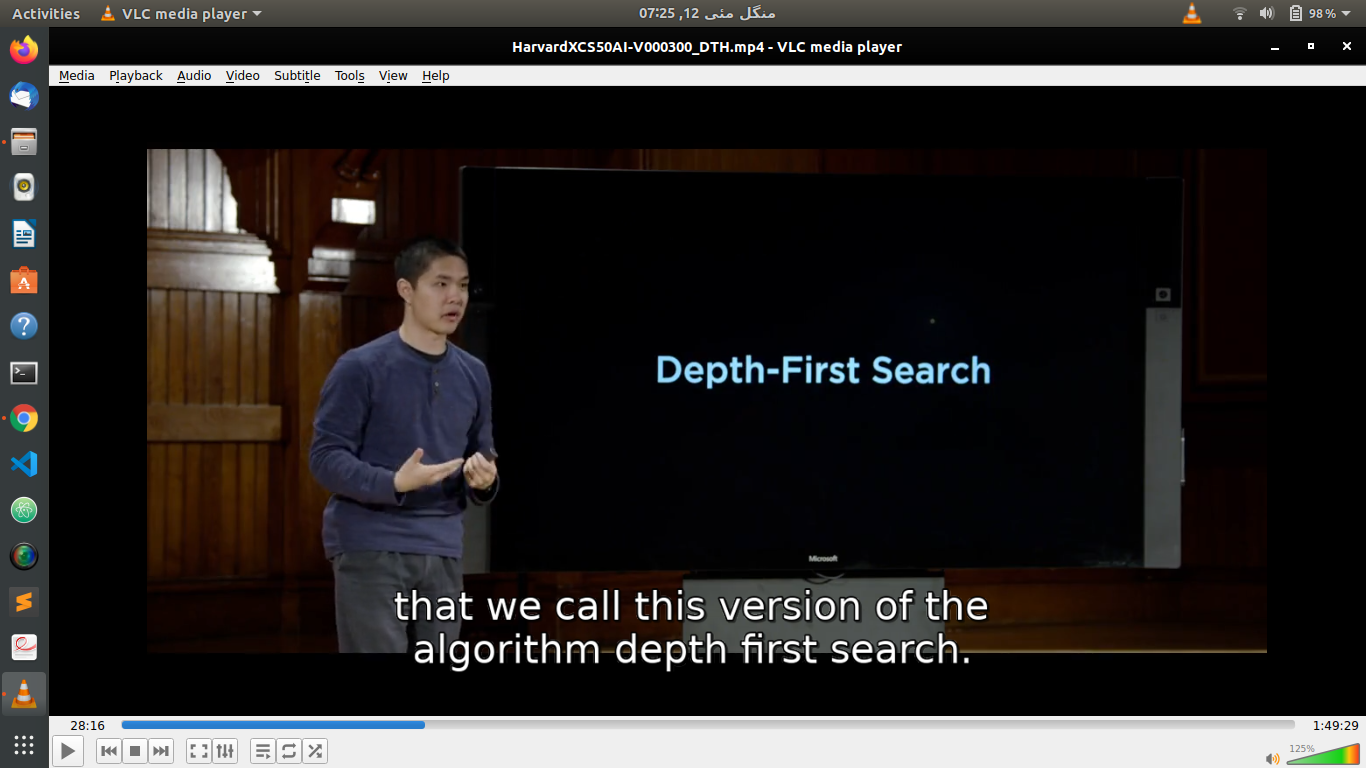 Activities
VLC media player
منگل مئی 12, 07:25
98%
HarvardXCS50AI-V000300_DTH.mp4 - VLC media player
Media Playback Audio Video Subtitle Tools View Help
Depth-First Search
Microsoft
that we call this version of the
algorithm depth first search.
28:16
1:49:29
125%